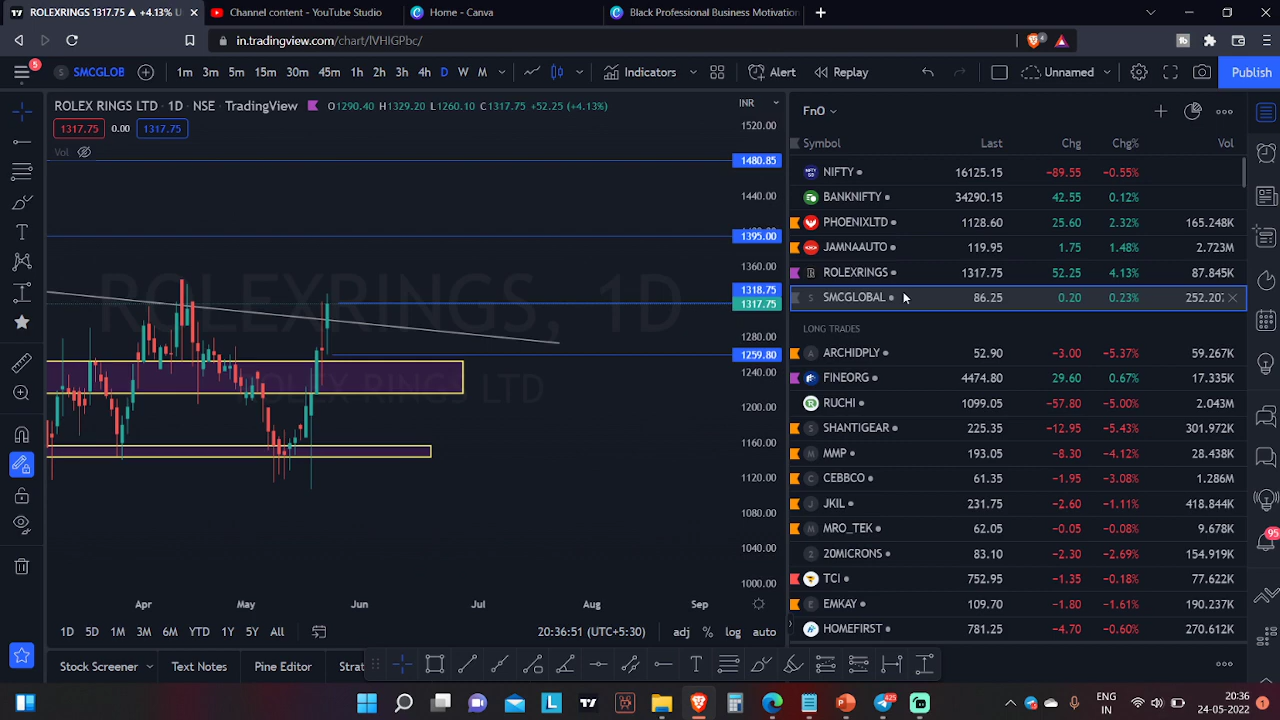 ROLEXRINGS 1317.75 ▲ +4.13% U
Channel content - YouTube Studio
Home - Canva
Black Professional Business Motivation
in.tradingview.com/chart/lVHIGPbc/
5
SMCGLOB
1m 3m 5m 15m 30m 45m 1h 2h 3h 4h D W M
Indicators
Alert
Replay
Unnamed
Publish
ROLEX RINGS LTD · 1D · NSE · TradingView
O1290.40 H1329.20 L1260.10 C1317.75 +52.25 (+4.13%)
INR
1317.75 0.00 1317.75
Vol
ROLEXRINGS, 1D
ROLEX RINGS LTD
1520.00
1480.85
1440.00
1395.00
1360.00
1318.75
1317.75
1280.00
1259.80
1240.00
1200.00
1160.00
1120.00
1080.00
1040.00
1000.00
Apr May Jun Jul Aug Sep
1D 5D 1M 3M 6M YTD 1Y 5Y All
20:36:51 (UTC+5:30)
adj % log auto
Stock Screener
Text Notes
Pine Editor
Strat
FnO
Symbol Last Chg Chg% Vol
NIFTY 16125.15 −89.55 −0.55%
BANKNIFTY 34290.15 42.55 0.12%
PHOENIXLTD 1128.60 25.60 2.32% 165.248K
JAMNAAUTO 119.95 1.75 1.48% 2.723M
ROLEXRINGS 1317.75 52.25 4.13% 87.845K
SMCGLOBAL 86.25 0.20 0.23% 252.207
LONG TRADES
ARCHIDPLY 52.90 −3.00 −5.37% 59.267K
FINEORG 4474.80 29.60 0.67% 17.335K
RUCHI 1099.05 −57.80 −5.00% 2.043M
SHANTIGEAR 225.35 −12.95 −5.43% 301.972K
MMP 193.05 −8.30 −4.12% 28.438K
CEBBCO 61.35 −1.95 −3.08% 1.286M
JKIL 231.75 −2.60 −1.11% 418.844K
MRO_TEK 62.05 −0.05 −0.08% 9.678K
20MICRONS 83.10 −2.30 −2.69% 154.919K
TCI 752.95 −1.35 −0.18% 77.622K
EMKAY 109.70 −1.80 −1.61% 190.237K
HOMEFIRST 781.25 −4.70 −0.60% 270.612K
95
425
ENG
IN
20:36
24-05-2022